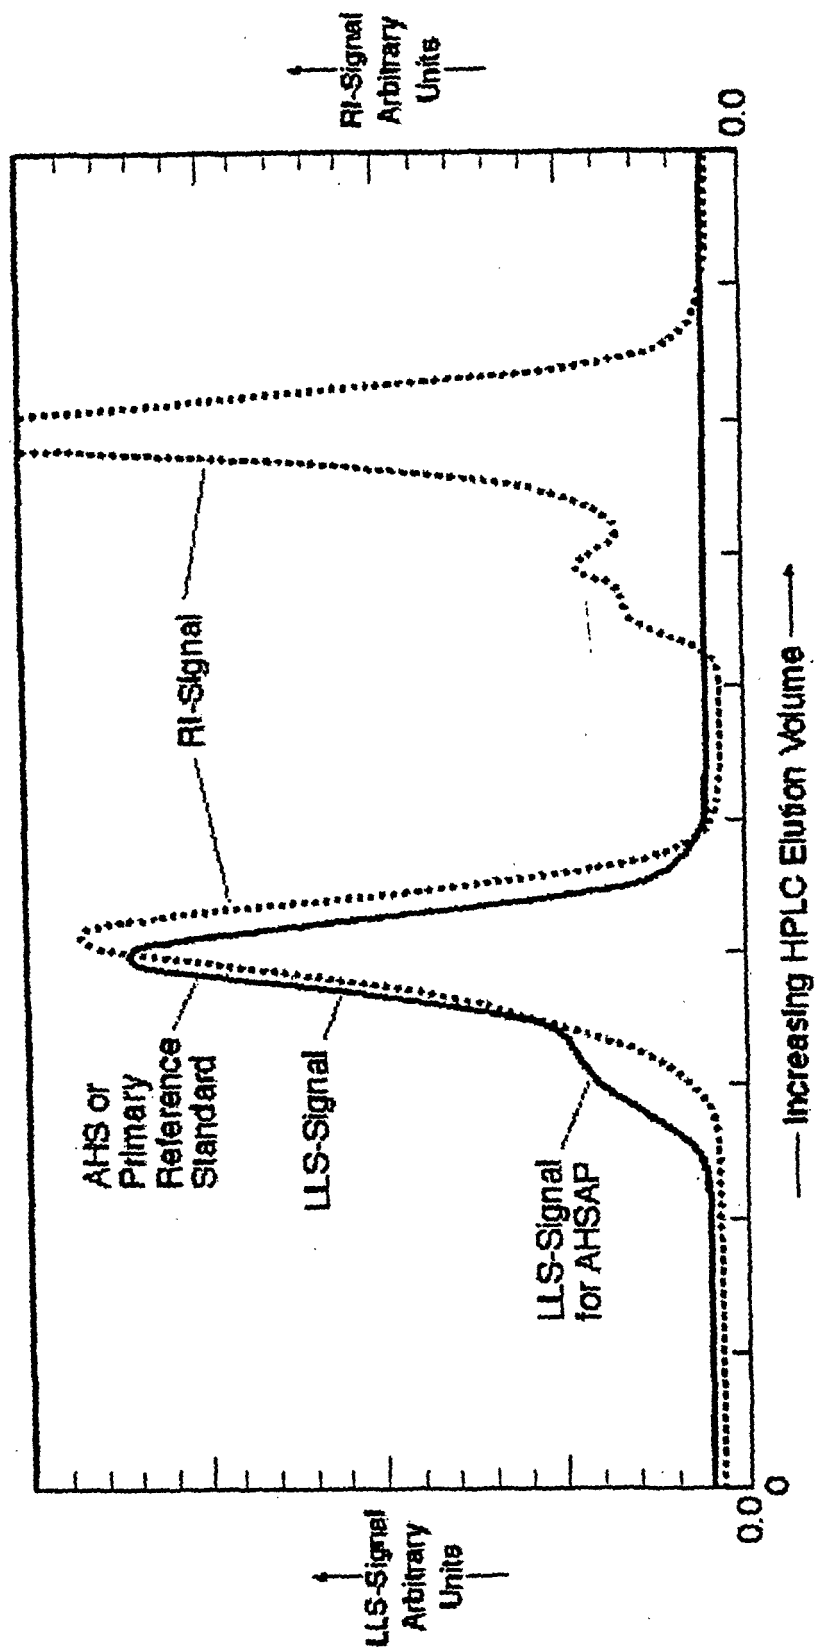 LLS-Signal
Arbitrary
Units
AHS or
Primary
Reference
Standard
LLS-Signal
LLS-Signal
for AHSAP
RI-Signal
RI-Signal
Arbitrary
Units
0.0
0
0.0
Increasing HPLC Elution Volume